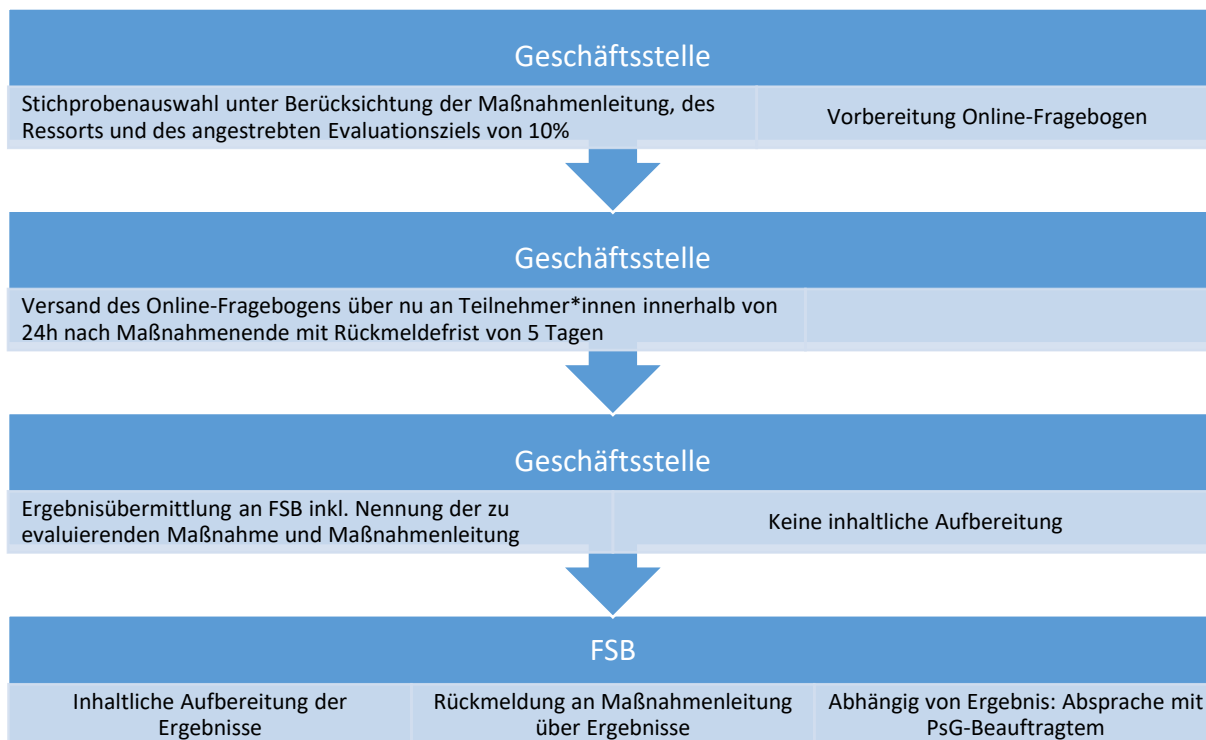 Geschäftsstelle
Stichprobenauswahl unter Berücksichtung der Maßnahmenleitung, des
Ressorts und des angestrebten Evaluationsziels von 10%
Vorbereitung Online-Fragebogen
Geschäftsstelle
Versand des Online-Fragebogens über nu an Teilnehmer*innen innerhalb von
24h nach Maßnahmenende mit Rückmeldefrist von 5 Tagen
Geschäftsstelle
Ergebnisübermittlung an FSB inkl. Nennung der zu
evaluierenden Maßnahme und Maßnahmenleitung
Keine inhaltliche Aufbereitung
FSB
Inhaltliche Aufbereitung der
Ergebnisse
Rückmeldung an Maßnahmenleitung
über Ergebnisse
Abhängig von Ergebnis: Absprache mit
PsG-Beauftragtem